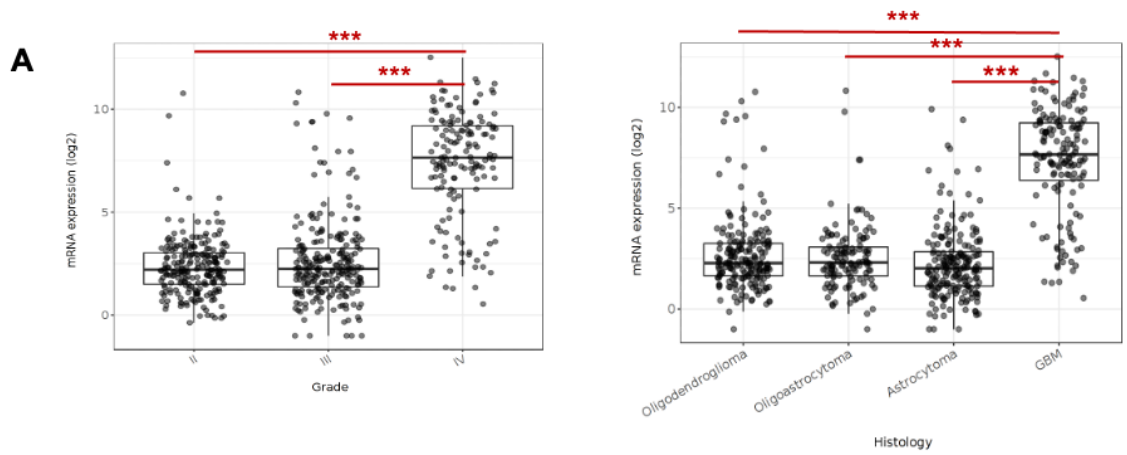 A
***
***
mRNA expression (log2)
10
5
0
II
III
IV
Grade
***
***
***
mRNA expression (log2)
10
5
0
Oligodendroglioma
Oligoastrocytoma
Astrocytoma
GBM
Histology